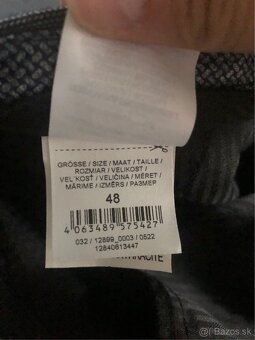 GRÖSSE / SIZE / MAAT / TAILLE /
ROZMIAR / VELIKOST /
VEĽKOSŤ / VELIČINA / MÉRET /
MĂRIME / IZMĒRS / РАЗМЕР
48
4 063489 575427
032 / 12899_0003 / 0522
12840613447
bazos.sk